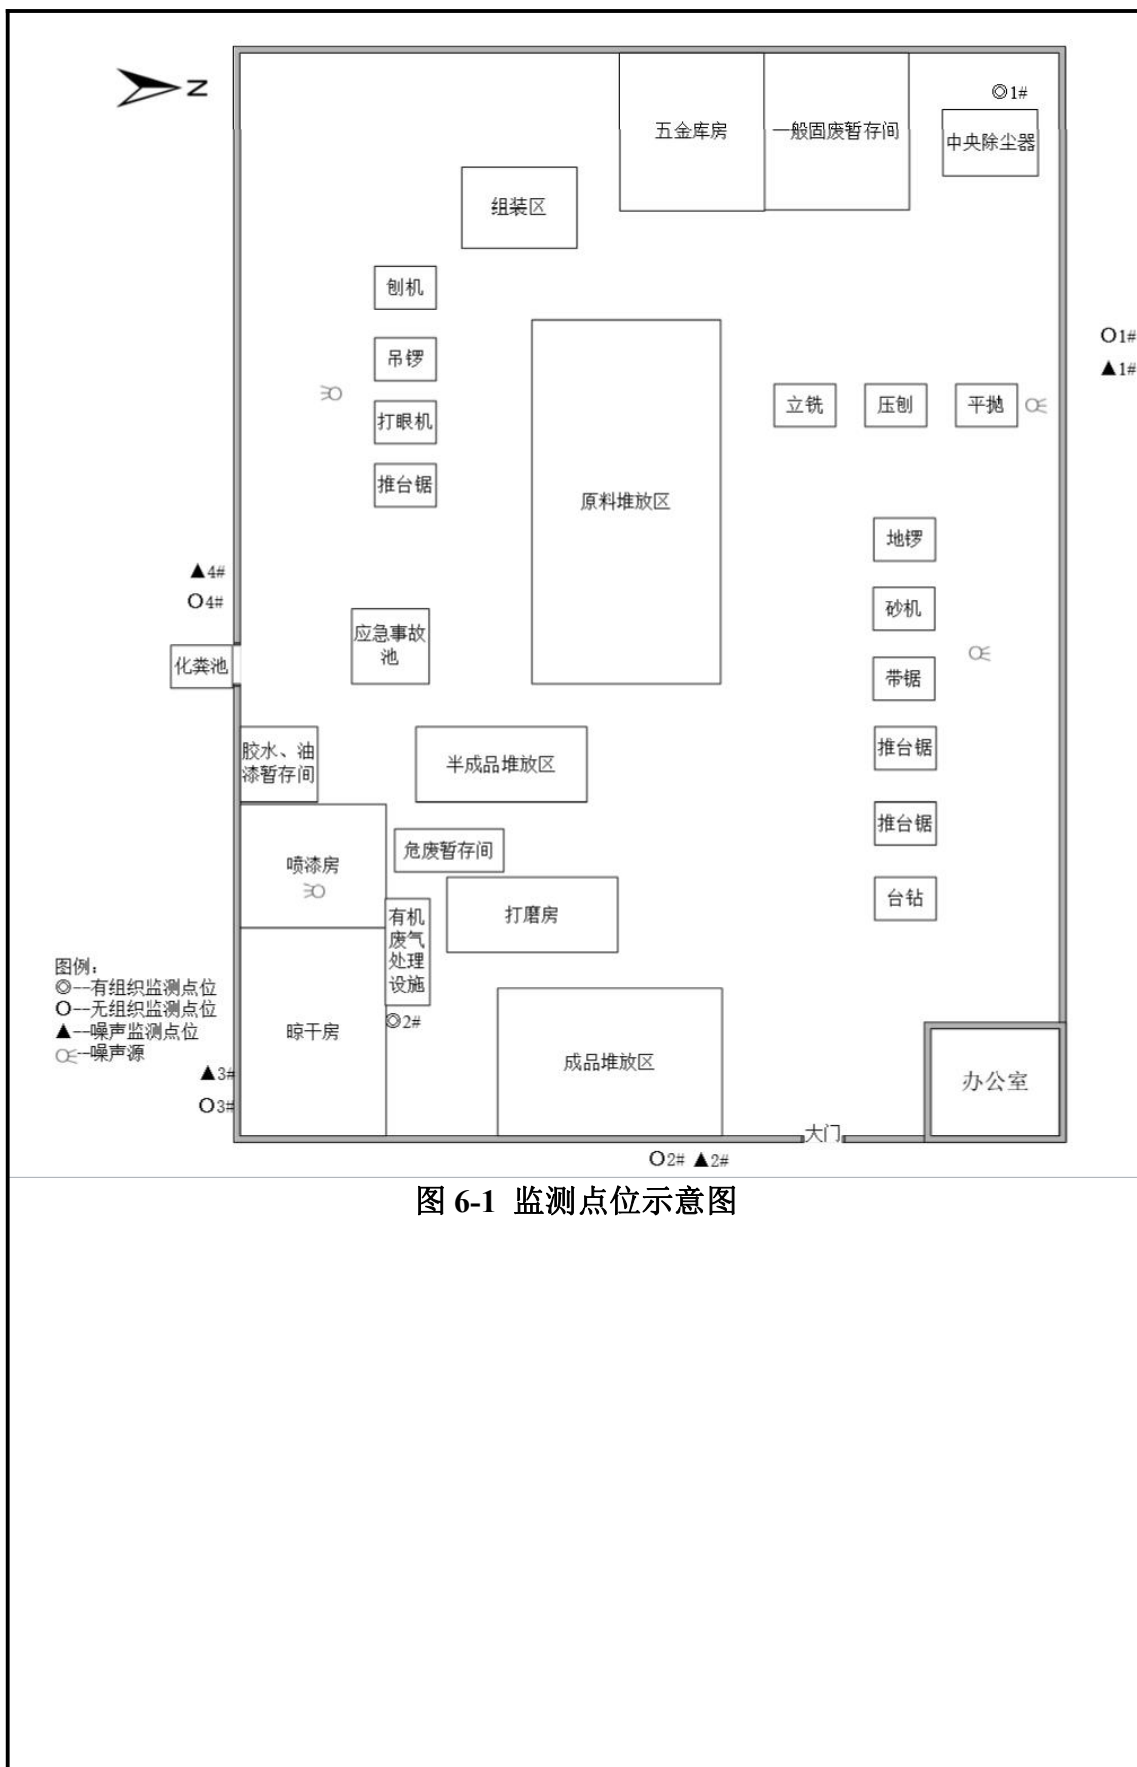 N
◎1#
五金库房
一般固废暂存间
中央除尘器
组装区
刨机
吊锣
打眼机
推台锯
原料堆放区
立铣
压刨
平抛
○1#
▲1#
地锣
砂机
带锯
推台锯
推台锯
台钻
▲4#
○4#
化粪池
应急事故
池
胶水、油
漆暂存间
半成品堆放区
喷漆房
危废暂存间
打磨房
有机
废气
处理
设施
◎2#
晾干房
成品堆放区
办公室
大门
图例：
◎--有组织监测点位
○--无组织监测点位
▲--噪声监测点位
--噪声源
▲3#
○3#
○2# ▲2#
图 6-1 监测点位示意图